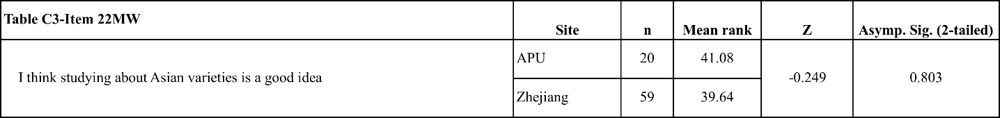 Table C3-Item 22MW
Site n Mean rank Z Asymp. Sig. (2-tailed)
I think studying about Asian varieties is a good idea
APU 20 41.08
-0.249 0.803
Zhejiang 59 39.64